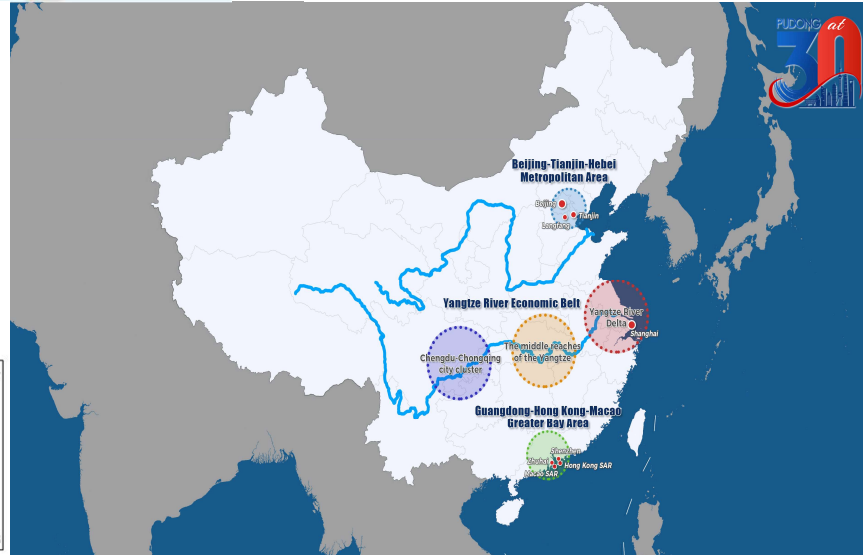 PUDONG at
30
Beijing-Tianjin-Hebei
Metropolitan Area
Beijing
Tianjin
Langfang
Yangtze River Economic Belt
Yangtze River
Delta
Shanghai
Chengdu-Chongqing
city cluster
The middle reaches
of the Yangtze
Guangdong-Hong Kong-Macao
Greater Bay Area
Shenzhen
Zhuhai
Hong Kong SAR
Macao SAR